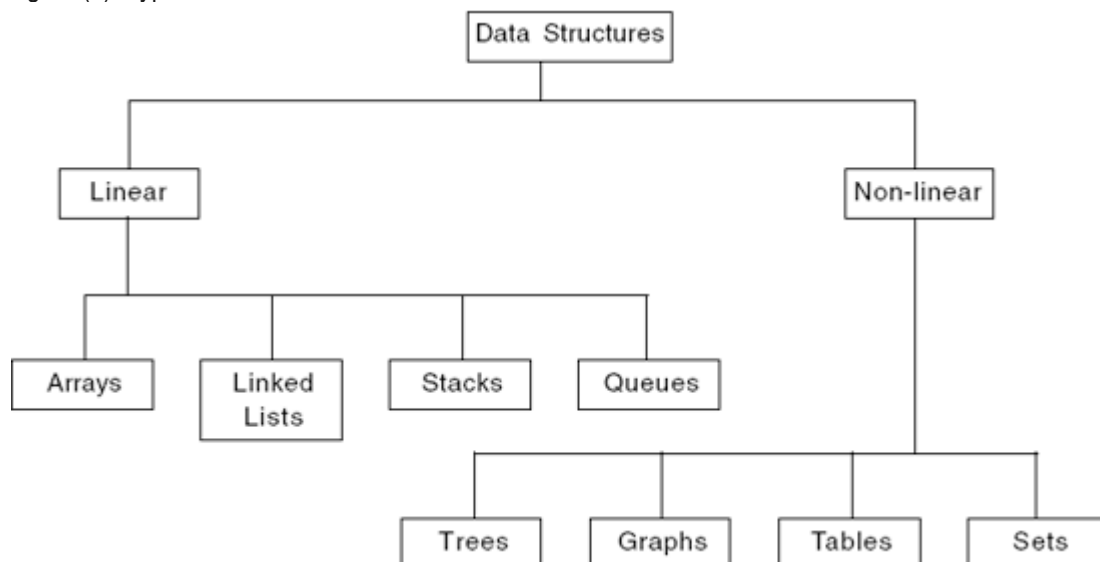 Data Structures
Linear
Non-linear
Arrays
Linked
Lists
Stacks
Queues
Trees
Graphs
Tables
Sets